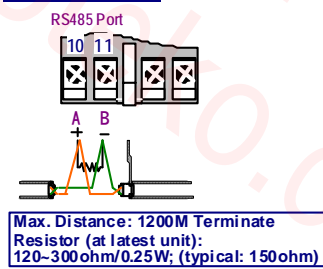 RS485 Port
10 11
A B
+ -
Max. Distance: 1200M Terminate
Resistor (at latest unit):
120~300ohm/0.25W; (typical: 150ohm)